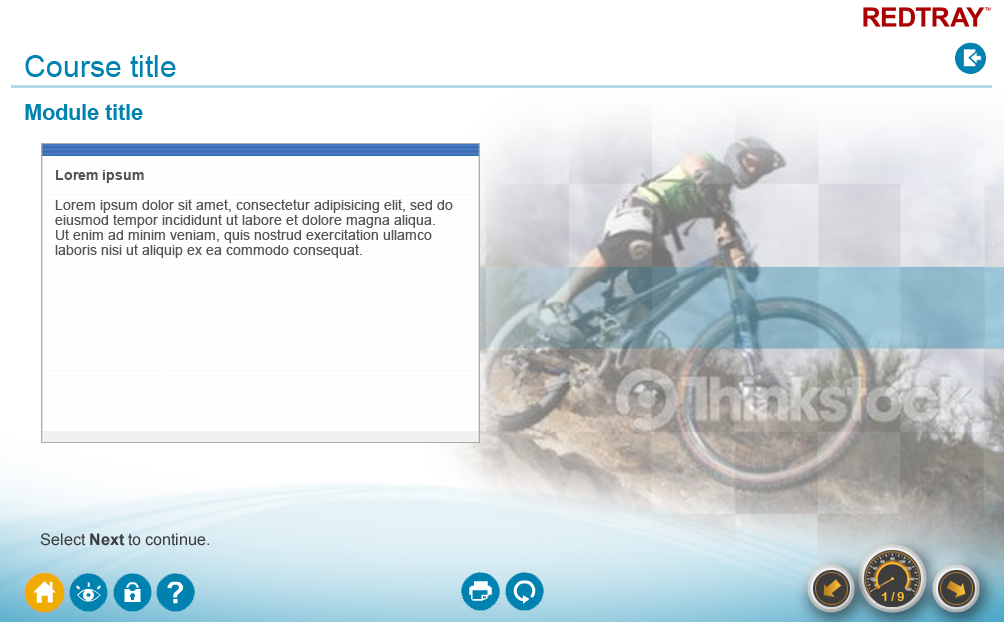 REDTRAY™
Course title
Module title
Lorem ipsum
Lorem ipsum dolor sit amet, consectetur adipisicing elit, sed do
eiusmod tempor incididunt ut labore et dolore magna aliqua.
Ut enim ad minim veniam, quis nostrud exercitation ullamco
laboris nisi ut aliquip ex ea commodo consequat.
Thinkstock
Select Next to continue.
?
1 / 9